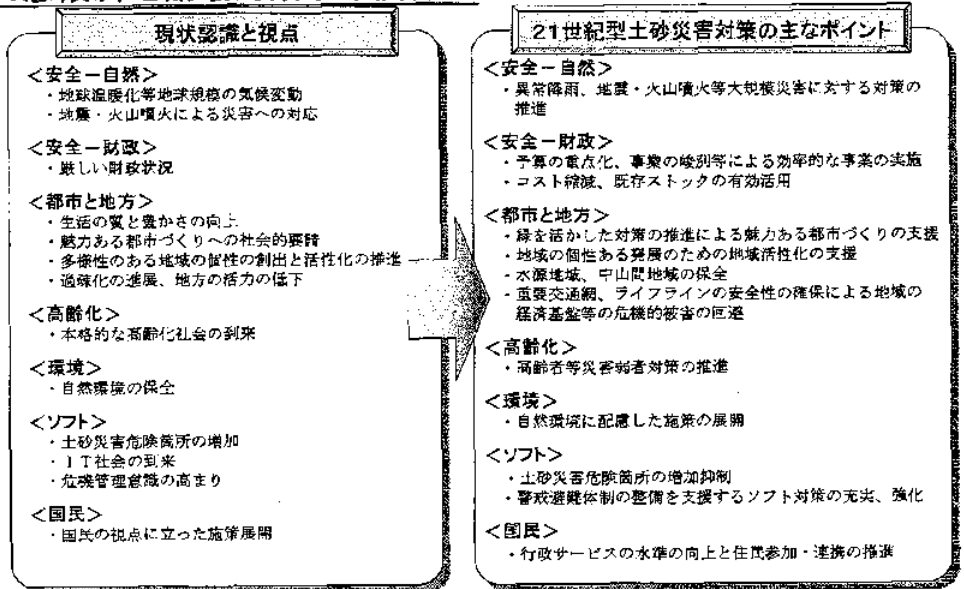 現状認識と視点
<安全－自然>
・地球温暖化等地球規模の気候変動
・地震・火山噴火による災害への対応
<安全－財政>
・厳しい財政状況
<都市と地方>
・生活の質と豊かさの向上
・魅力ある都市づくりへの社会的要請
・多様性のある地域の個性の創出と活性化の推進
・過疎化の進展、地方の活力の低下
<高齢化>
・本格的な高齢化社会の到来
<環境>
・自然環境の保全
<ソフト>
・土砂災害危険箇所の増加
・IT社会の到来
・危機管理意識の高まり
<国民>
・国民の視点に立った施策展開
21世紀型土砂災害対策の主なポイント
<安全－自然>
・異常降雨、地震・火山噴火等大規模災害に対する対策の
推進
<安全－財政>
・予算の重点化、事業の峻別等による効率的な事業の実施
・コスト縮減、既存ストックの有効活用
<都市と地方>
・緑を活かした対策の推進による魅力ある都市づくりの支援
・地域の個性ある発展のための地域活性化の支援
・水源地域、中山間地域の保全
・重要交通網、ライフラインの安全性の確保による地域の
経済基盤等の危機的被害の回避
<高齢化>
・高齢者等災害弱者対策の推進
<環境>
・自然環境に配慮した施策の展開
<ソフト>
・土砂災害危険箇所の増加抑制
・警戒避難体制の整備を支援するソフト対策の充実、強化
<国民>
・行政サービスの水準の向上と住民参加・連携の推進